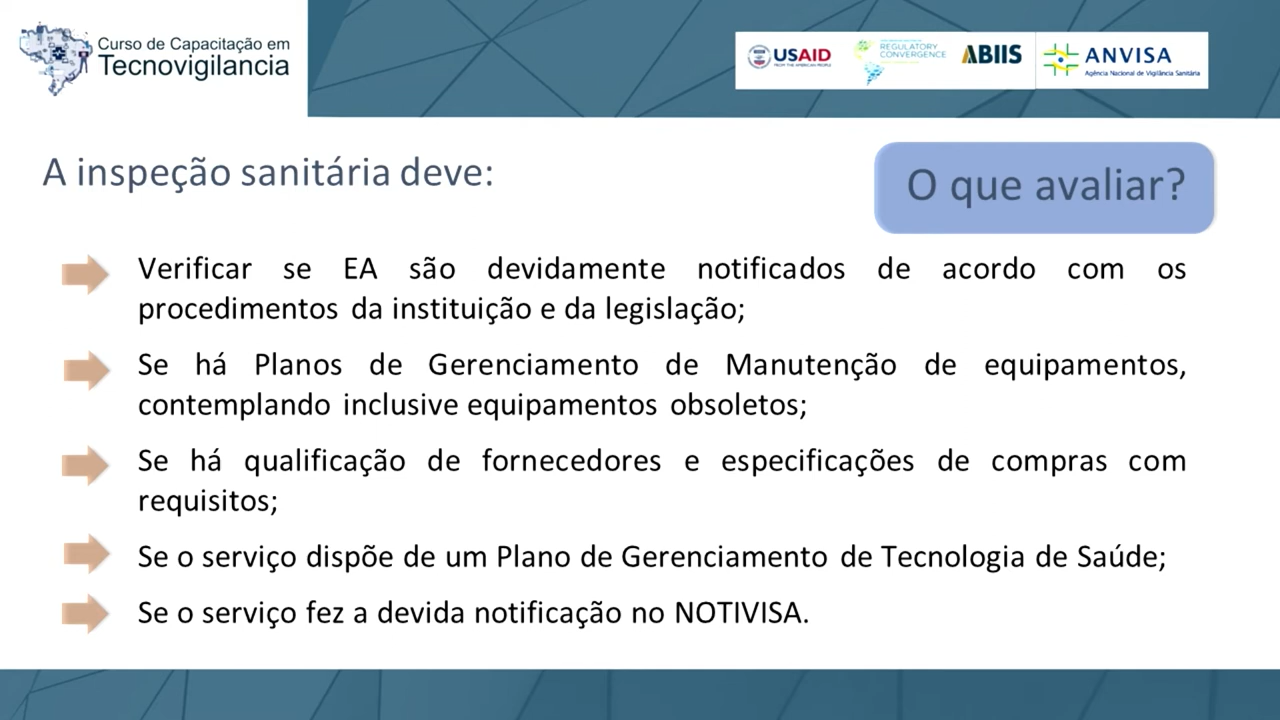 Curso de Capacitação em
Tecnovigilancia
USAID
FROM THE AMERICAN PEOPLE
REGULATORY
CONVERGENCE
ABIIS
ANVISA
Agência Nacional de Vigilância Sanitária
A inspeção sanitária deve:
O que avaliar?
Verificar se EA são devidamente notificados de acordo com os
procedimentos da instituição e da legislação;
Se há Planos de Gerenciamento de Manutenção de equipamentos,
contemplando inclusive equipamentos obsoletos;
Se há qualificação de fornecedores e especificações de compras com
requisitos;
Se o serviço dispõe de um Plano de Gerenciamento de Tecnologia de Saúde;
Se o serviço fez a devida notificação no NOTIVISA.